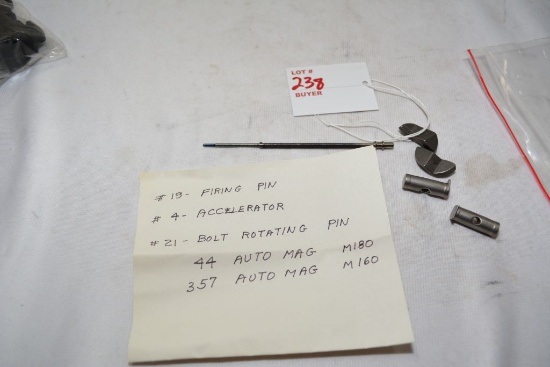 LOT #
238
BUYER
#19- FIRING PIN
# 4- ACCELERATOR
#21- BOLT ROTATING PIN
44 AUTO MAG M180
357 AUTO MAG M160